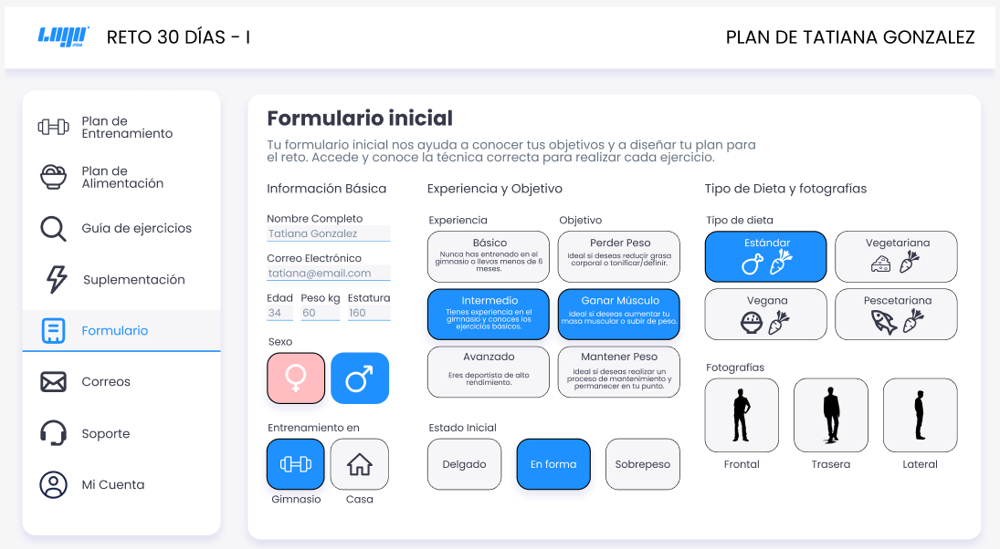 LOGO
RETO 30 DÍAS - I
PLAN DE TATIANA GONZALEZ
Plan de
Entrenamiento
Plan de
Alimentación
Guía de ejercicios
Suplementación
Formulario
Correos
Soporte
Mi Cuenta
Formulario inicial
Tu formulario inicial nos ayuda a conocer tus objetivos y a diseñar tu plan para
el reto. Accede y conoce la técnica correcta para realizar cada ejercicio.
Información Básica
Nombre Completo
Tatiana Gonzalez
Correo Electrónico
tatiana@email.com
Edad
Peso kg
Estatura
34
60
160
Sexo
Entrenamiento en
Gimnasio
Casa
Experiencia y Objetivo
Experiencia
Básico
Nunca has entrenado en el
gimnasio o llevas menos de 6
meses.
Intermedio
Tienes experiencia en el
gimnasio y conoces los
ejercicios básicos.
Avanzado
Eres deportista de alto
rendimiento.
Objetivo
Perder Peso
Ideal si deseas reducir grasa
corporal o tonificar/definir.
Ganar Músculo
Ideal si deseas aumentar tu
masa muscular o subir de peso.
Mantener Peso
Ideal si deseas realizar un
proceso de mantenimiento y
permanecer en tu punto.
Estado Inicial
Delgado
En forma
Sobrepeso
Tipo de Dieta y fotografías
Tipo de dieta
Estándar
Vegetariana
Vegana
Pescetariana
Fotografías
Frontal
Trasera
Lateral